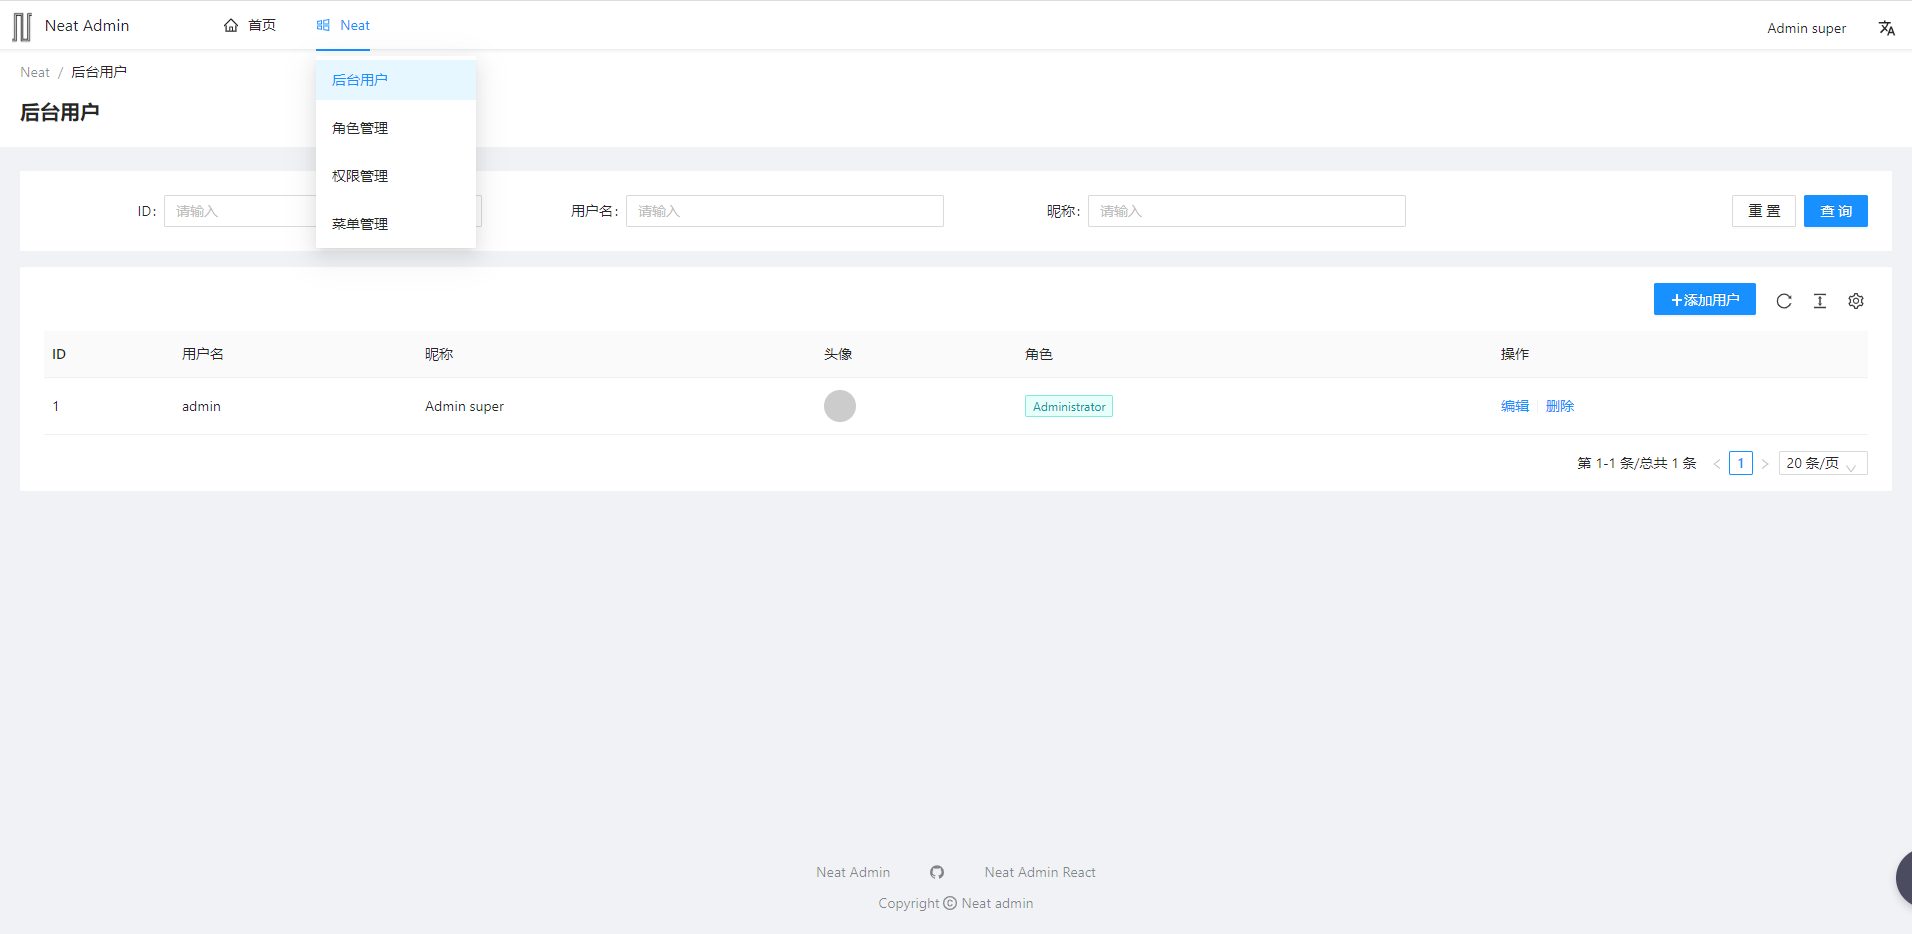 Neat Admin 首页 Neat Admin super
Neat / 后台用户
后台用户
后台用户
角色管理
权限管理
菜单管理
ID: 请输入 用户名: 请输入 昵称: 请输入 重 置 查 询
+添加用户
ID 用户名 昵称 头像 角色 操作
1 admin Admin super Administrator 编辑 删除
第 1-1 条/总共 1 条 < 1 > 20 条/页
Neat Admin Neat Admin React
Copyright © Neat admin